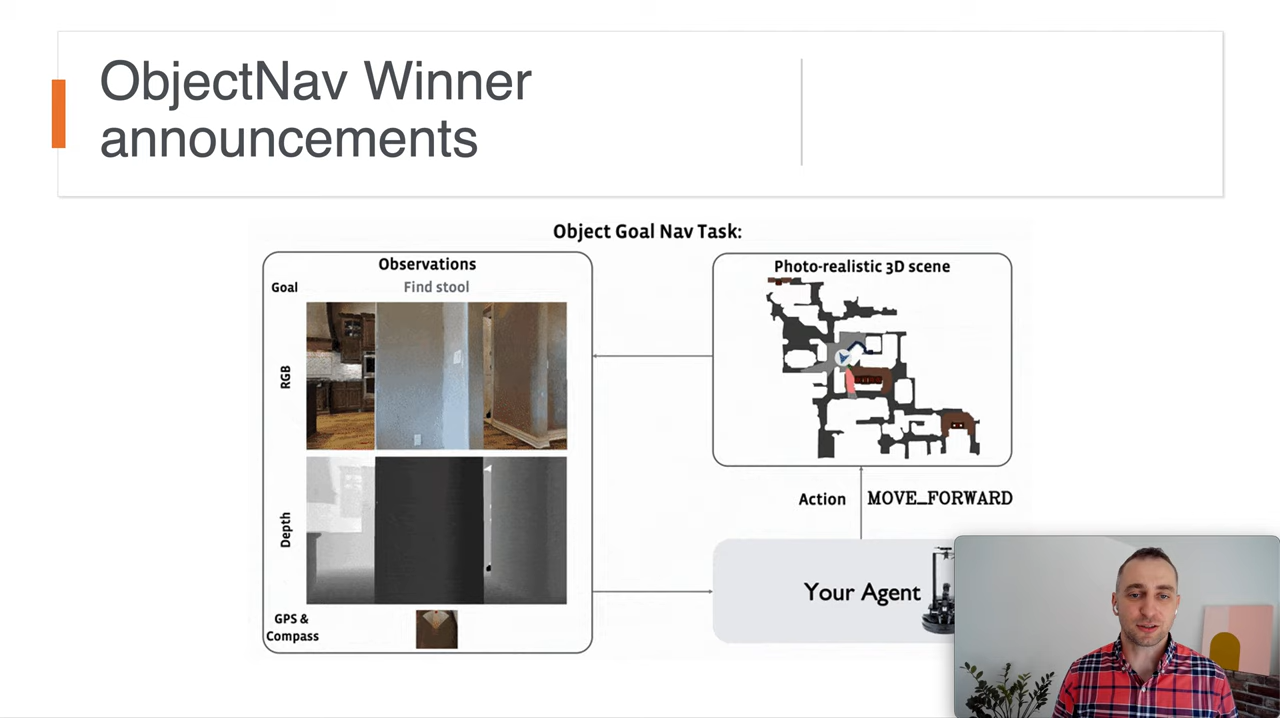 ObjectNav Winner
announcements
Object Goal Nav Task:
Observations
Goal
Find stool
RGB
Depth
GPS &
Compass
Photo-realistic 3D scene
Action
MOVE_FORWARD
Your Agent